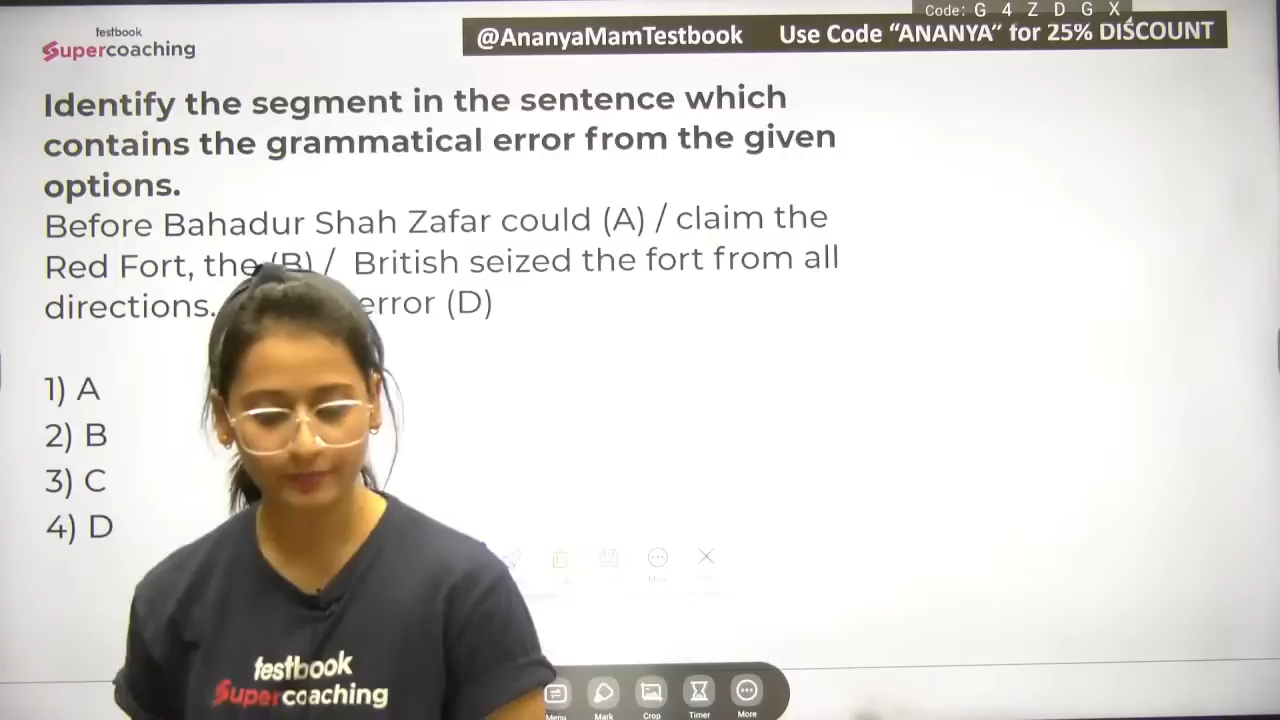 Code: G 4 Z D G X
testbook
Supercoaching
@AnanyaMamTestbook Use Code “ANANYA” for 25% DISCOUNT
Identify the segment in the sentence which
contains the grammatical error from the given
options.
Before Bahadur Shah Zafar could (A) / claim the
Red Fort, the (B) / British seized the fort from all
directions. error (D)
1) A
2) B
3) C
4) D
More
testbook
Supercoaching
Menu Mark Crop Timer More